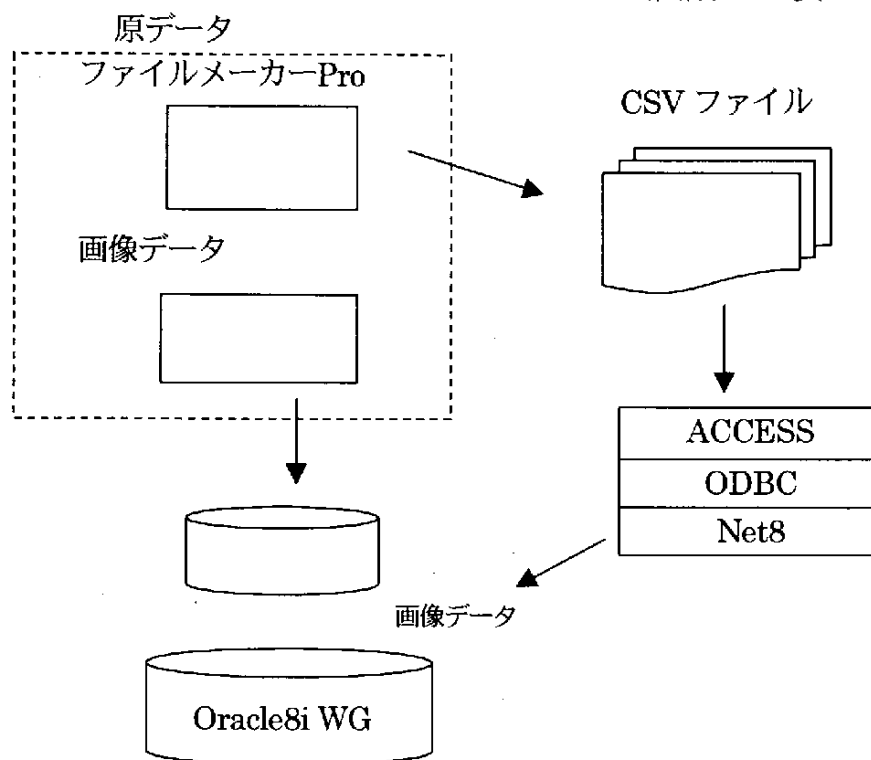 原データ
ファイルメーカーPro
CSV ファイル
画像データ
ACCESS
ODBC
Net8
画像データ
Oracle8i WG